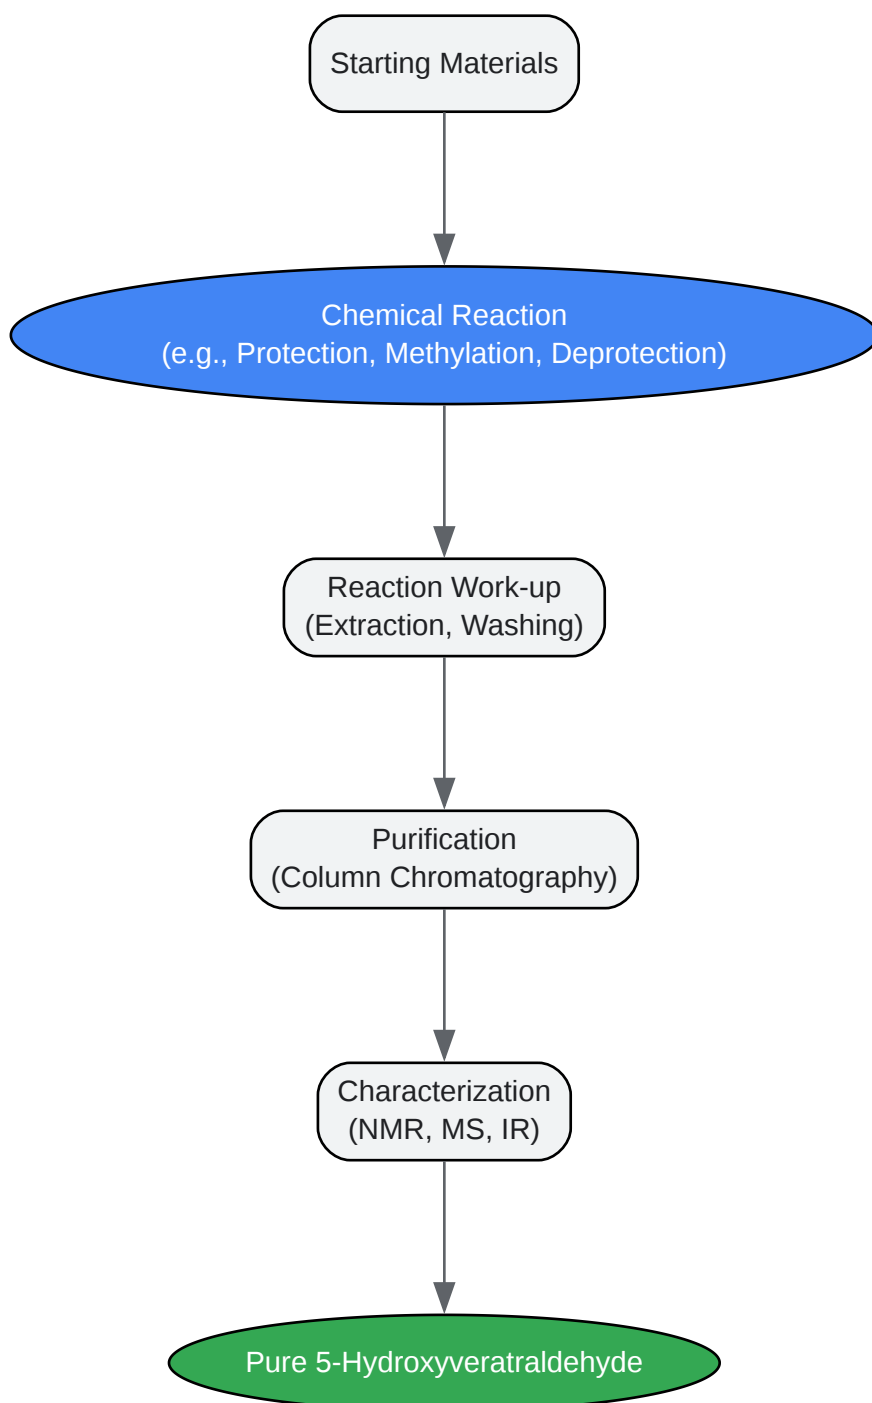 Starting Materials
Chemical Reaction
(e.g., Protection, Methylation, Deprotection)
Reaction Work-up
(Extraction, Washing)
Purification
(Column Chromatography)
Characterization
(NMR, MS, IR)
Pure 5-Hydroxyveratraldehyde